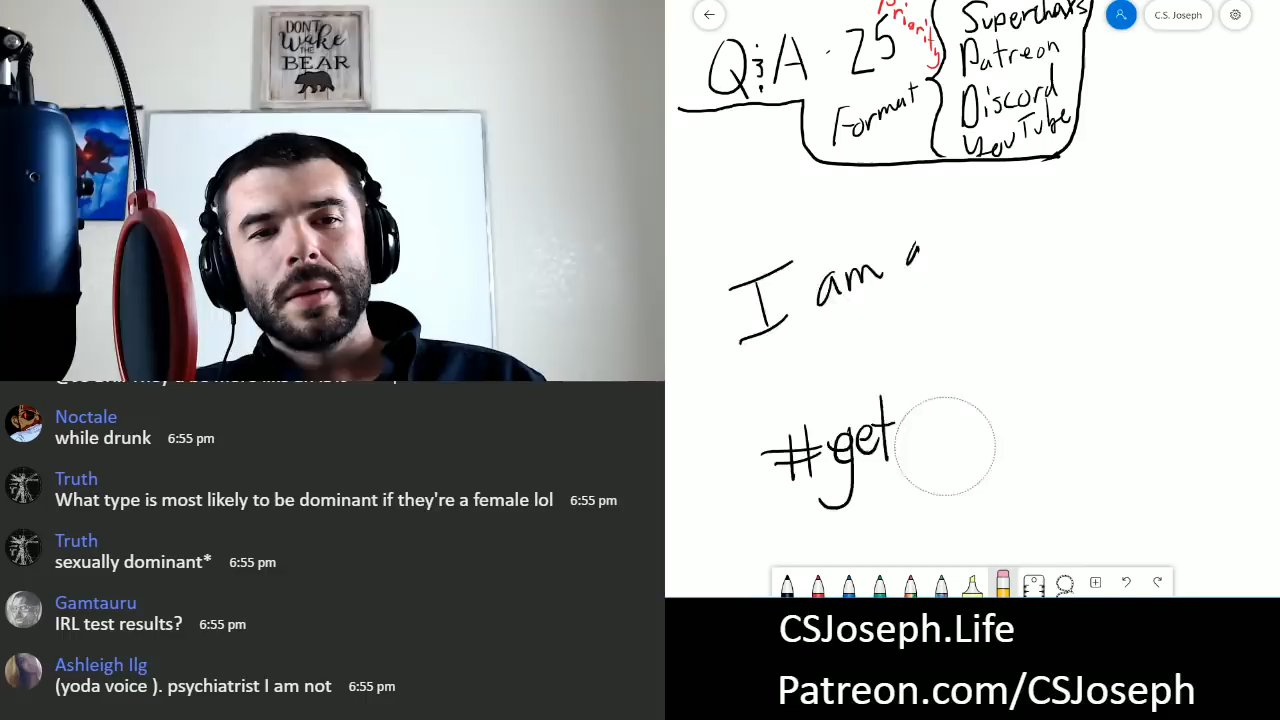 DON'T
Wake
THE
BEAR
Noctale
while drunk 6:55 pm
Truth
What type is most likely to be dominant if they're a female lol 6:55 pm
Truth
sexually dominant* 6:55 pm
Gamtauru
IRL test results? 6:55 pm
Ashleigh Ilg
(yoda voice ). psychiatrist I am not 6:55 pm
Q&A · 25
Format
Priority
Superchats
Patreon
Discord
YouTube
C.S. Joseph
I am a
#get
CSJoseph.Life
Patreon.com/CSJoseph